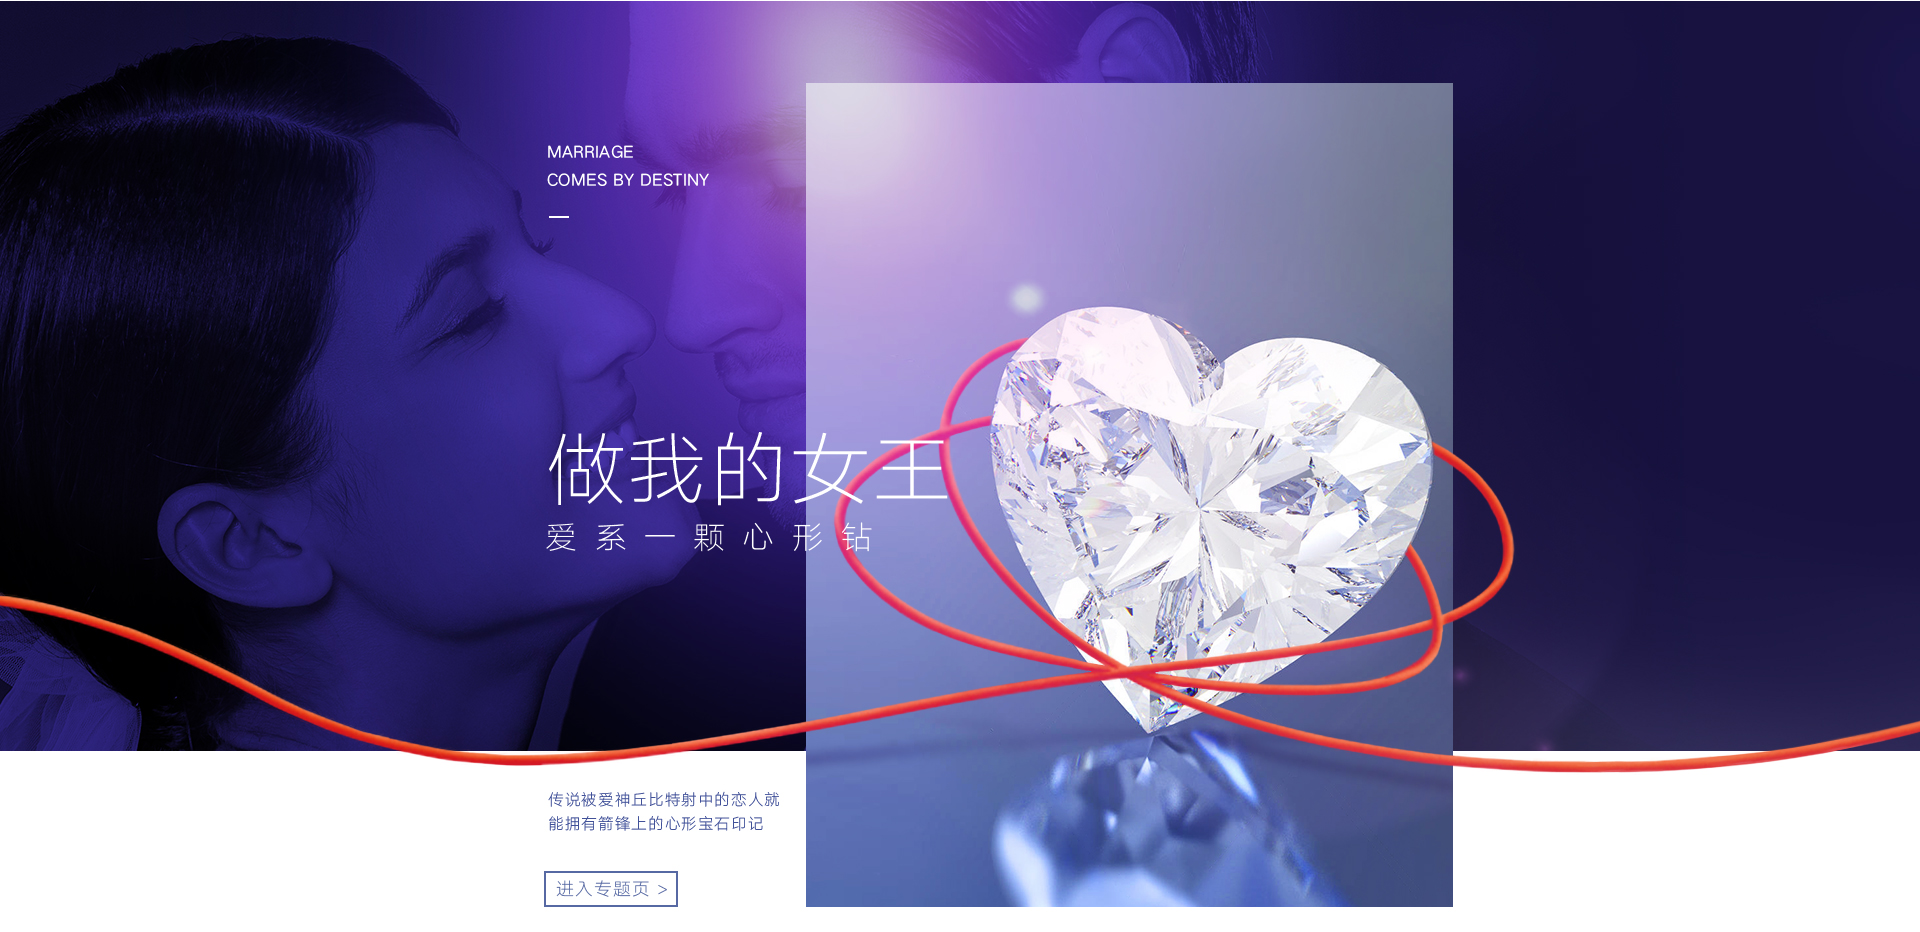 MARRIAGE
COMES BY DESTINY
做我的女王
爱系一颗心形钻
传说被爱神丘比特射中的恋人就
能拥有箭锋上的心形宝石印记
进入专题页 >